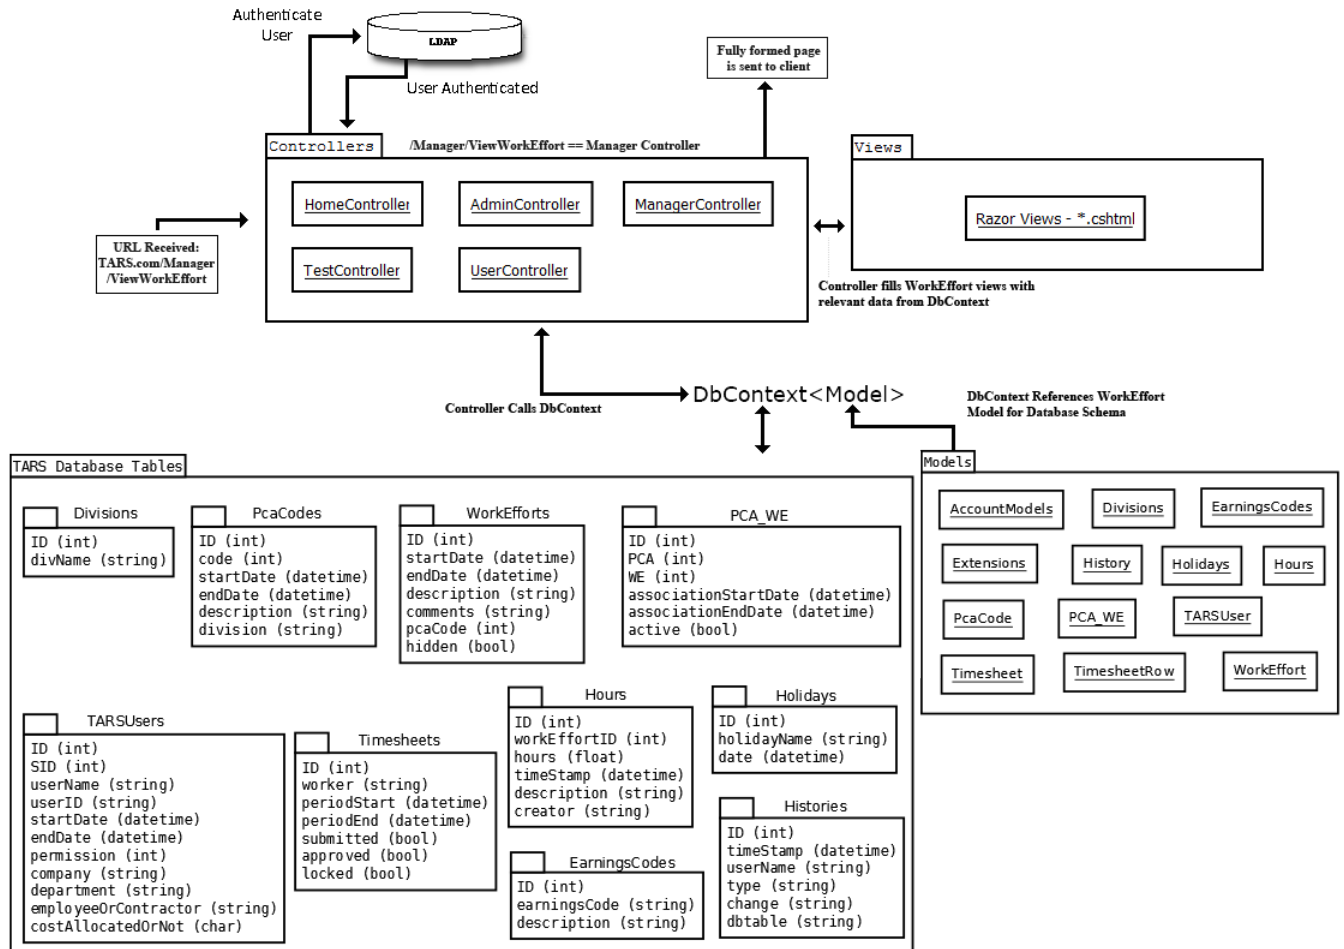 Authenticate
User
LDAP
User Authenticated
Fully formed page
is sent to client
Controllers
/Manager/ViewWorkEffort == Manager Controller
HomeController
AdminController
ManagerController
TestController
UserController
Views
Razor Views - *.cshtml
URL Received:
TARS.com/Manager
/ViewWorkEffort
Controller fills WorkEffort views with
relevant data from DbContext
Controller Calls DbContext
DbContext<Model>
DbContext References WorkEffort
Model for Database Schema
TARS Database Tables
Divisions
ID (int)
divName (string)
PcaCodes
ID (int)
code (int)
startDate (datetime)
endDate (datetime)
description (string)
division (string)
WorkEfforts
ID (int)
startDate (datetime)
endDate (datetime)
description (string)
comments (string)
pcaCode (int)
hidden (bool)
PCA_WE
ID (int)
PCA (int)
WE (int)
associationStartDate (datetime)
associationEndDate (datetime)
active (bool)
TARSUsers
ID (int)
SID (int)
userName (string)
userID (string)
startDate (datetime)
endDate (datetime)
permission (int)
company (string)
department (string)
employeeOrContractor (string)
costAllocatedOrNot (char)
Timesheets
ID (int)
worker (string)
periodStart (datetime)
periodEnd (datetime)
submitted (bool)
approved (bool)
locked (bool)
Hours
ID (int)
workEffortID (int)
hours (float)
timeStamp (datetime)
description (string)
creator (string)
EarningsCodes
ID (int)
earningsCode (string)
description (string)
Holidays
ID (int)
holidayName (string)
date (datetime)
Histories
ID (int)
timeStamp (datetime)
userName (string)
type (string)
change (string)
dbtable (string)
Models
AccountModels
Divisions
EarningsCodes
Extensions
History
Holidays
Hours
PcaCode
PCA_WE
TARSUser
Timesheet
TimesheetRow
WorkEffort